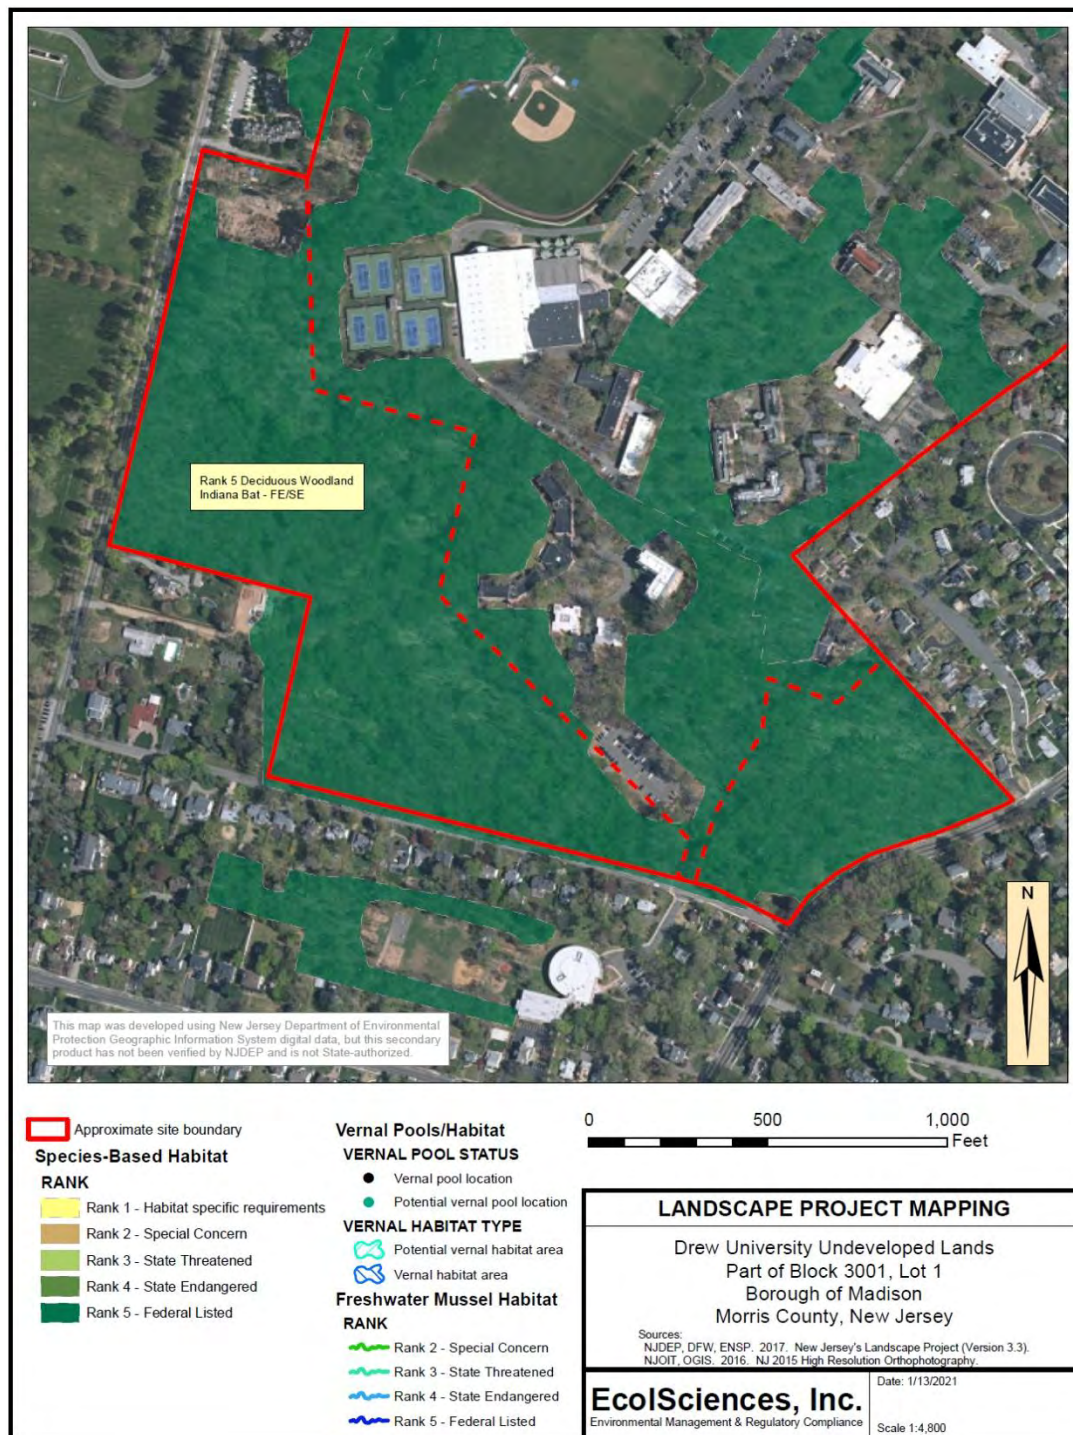 Rank 5 Deciduous Woodland
Indiana Bat - FE/SE
N
This map was developed using New Jersey Department of Environmental
Protection Geographic Information System digital data, but this secondary
product has not been verified by NJDEP and is not State-authorized.
Approximate site boundary
Species-Based Habitat
RANK
Rank 1 - Habitat specific requirements
Rank 2 - Special Concern
Rank 3 - State Threatened
Rank 4 - State Endangered
Rank 5 - Federal Listed
Vernal Pools/Habitat
VERNAL POOL STATUS
Vernal pool location
Potential vernal pool location
VERNAL HABITAT TYPE
Potential vernal habitat area
Vernal habitat area
Freshwater Mussel Habitat
RANK
Rank 2 - Special Concern
Rank 3 - State Threatened
Rank 4 - State Endangered
Rank 5 - Federal Listed
0 500 1,000
Feet
LANDSCAPE PROJECT MAPPING
Drew University Undeveloped Lands
Part of Block 3001, Lot 1
Borough of Madison
Morris County, New Jersey
Sources:
NJDEP, DFW, ENSP. 2017. New Jersey's Landscape Project (Version 3.3).
NJOIT, OGIS. 2016. NJ 2015 High Resolution Orthophotography.
EcolSciences, Inc.
Environmental Management & Regulatory Compliance
Date: 1/13/2021
Scale 1:4,800